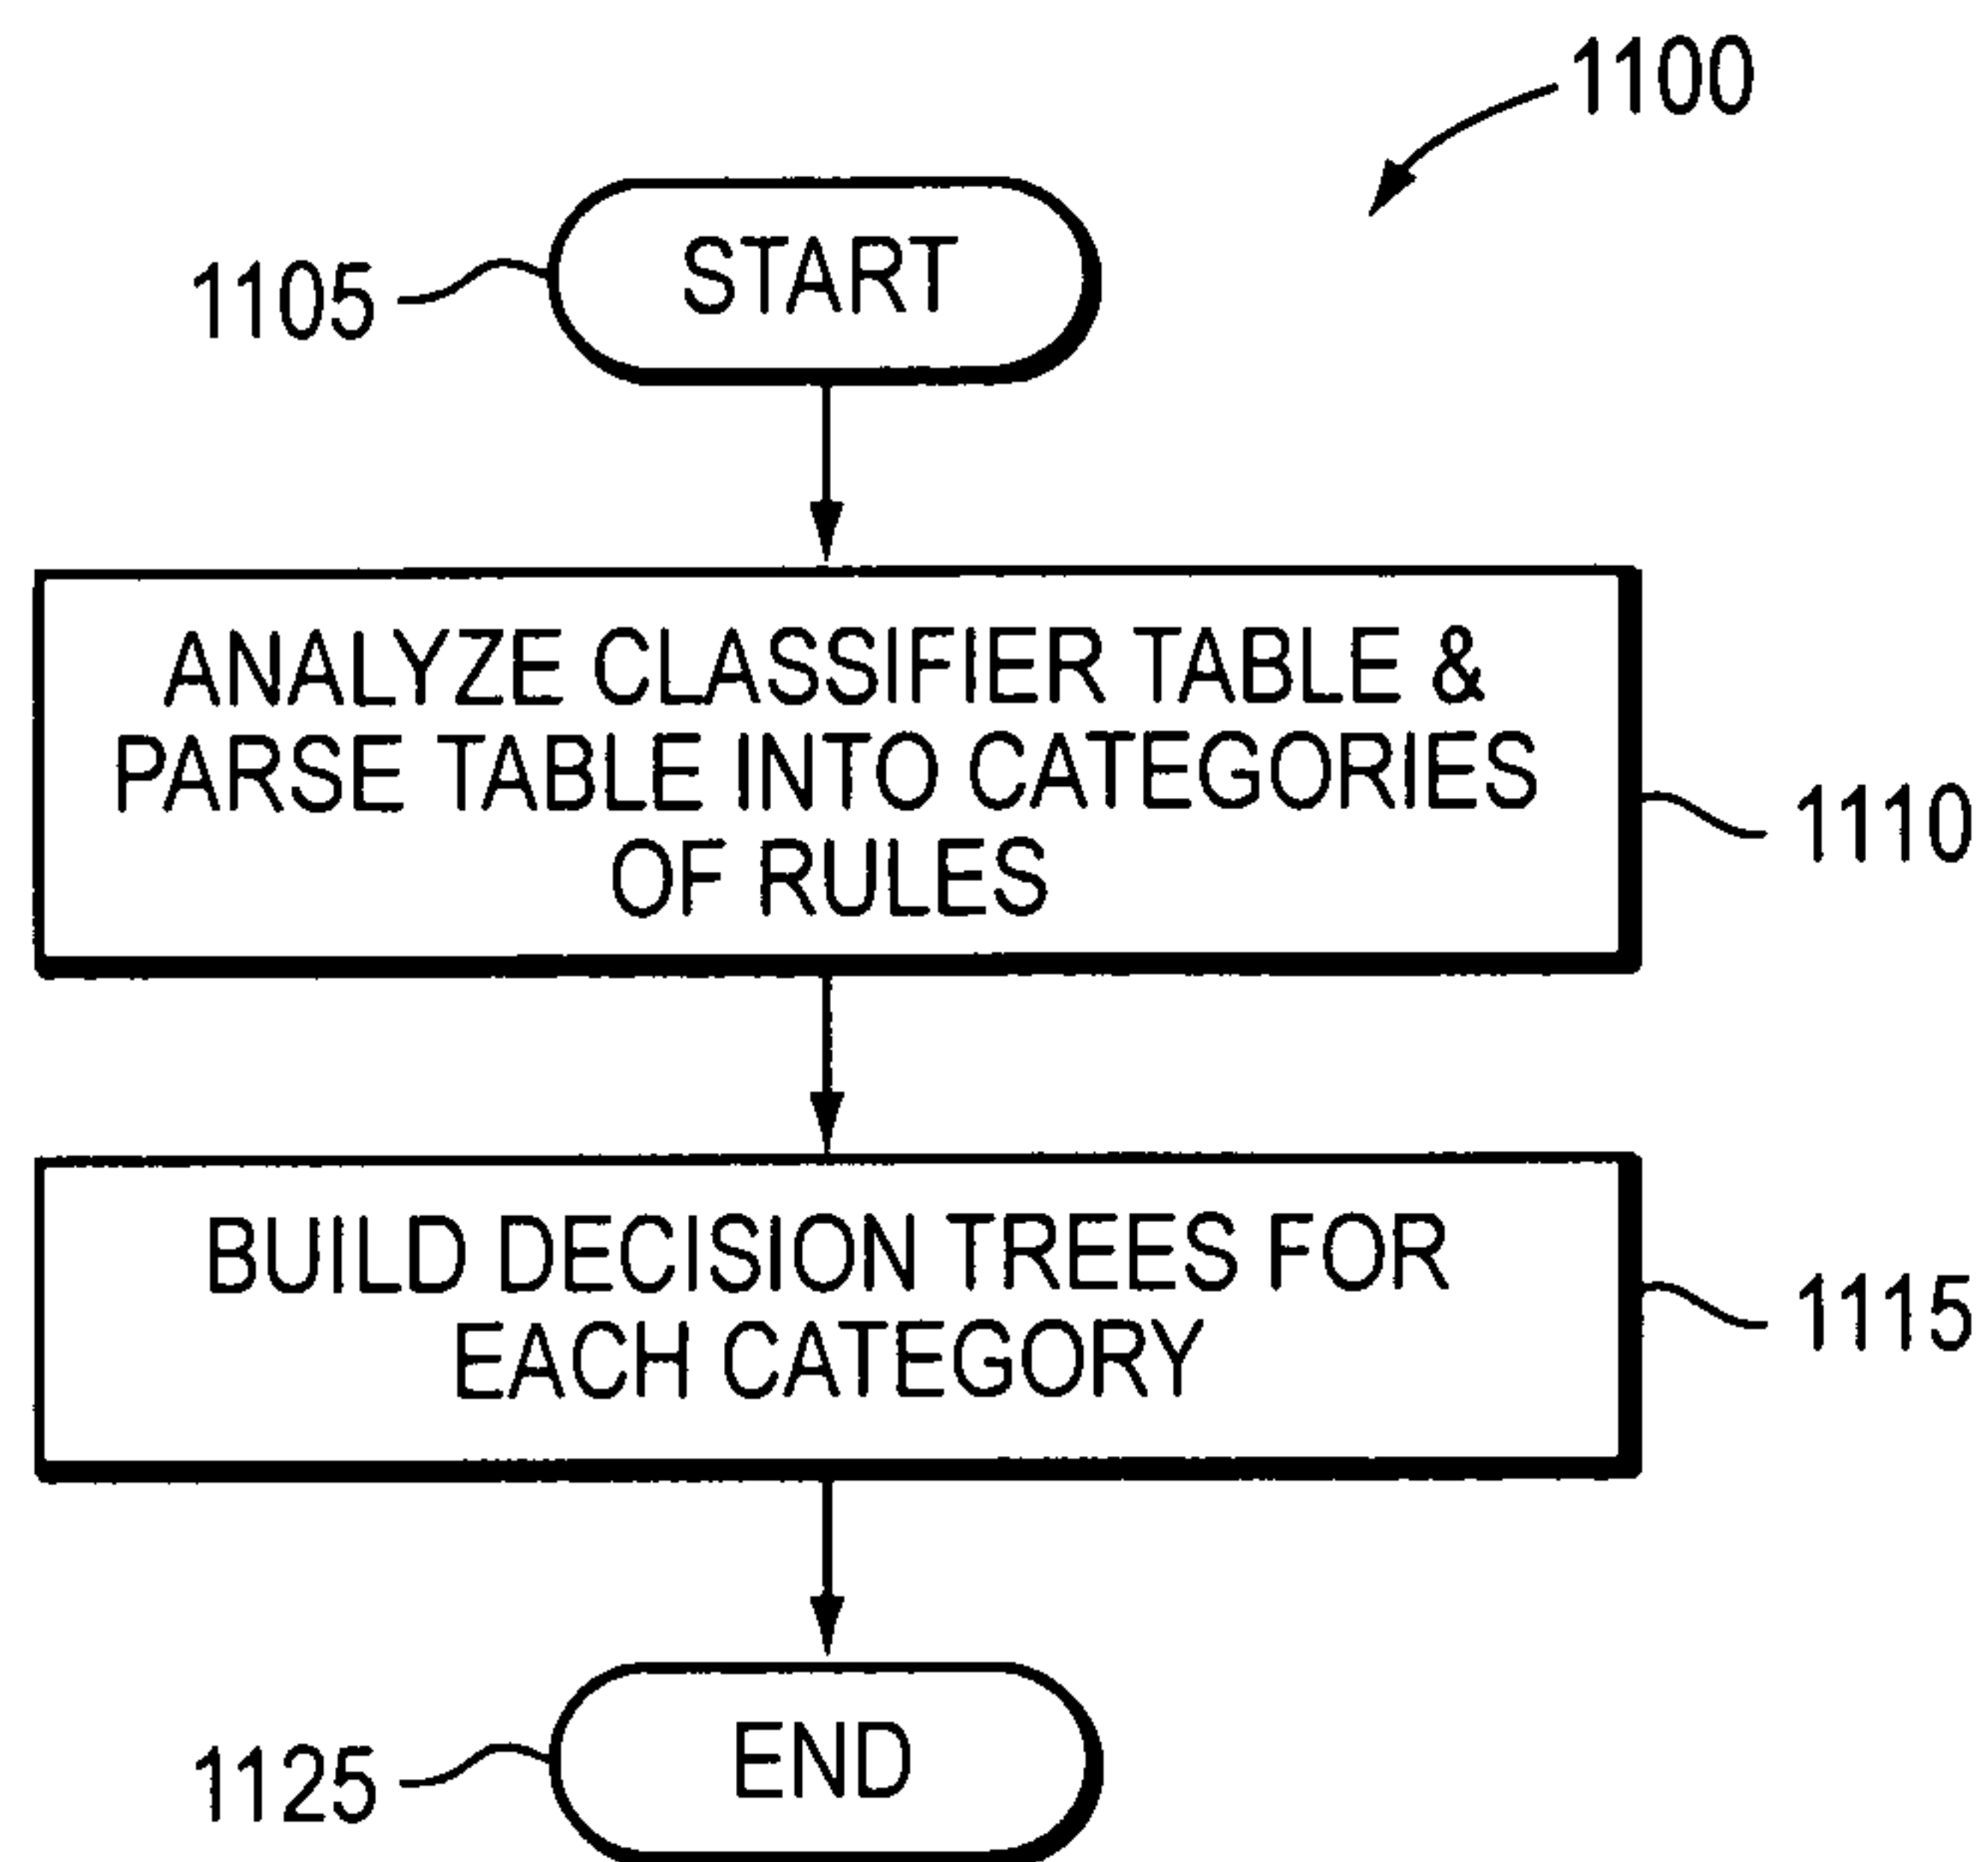 1100
1105
START
ANALYZE CLASSIFIER TABLE &
PARSE TABLE INTO CATEGORIES
OF RULES
1110
BUILD DECISION TREES FOR
EACH CATEGORY
1115
1125
END